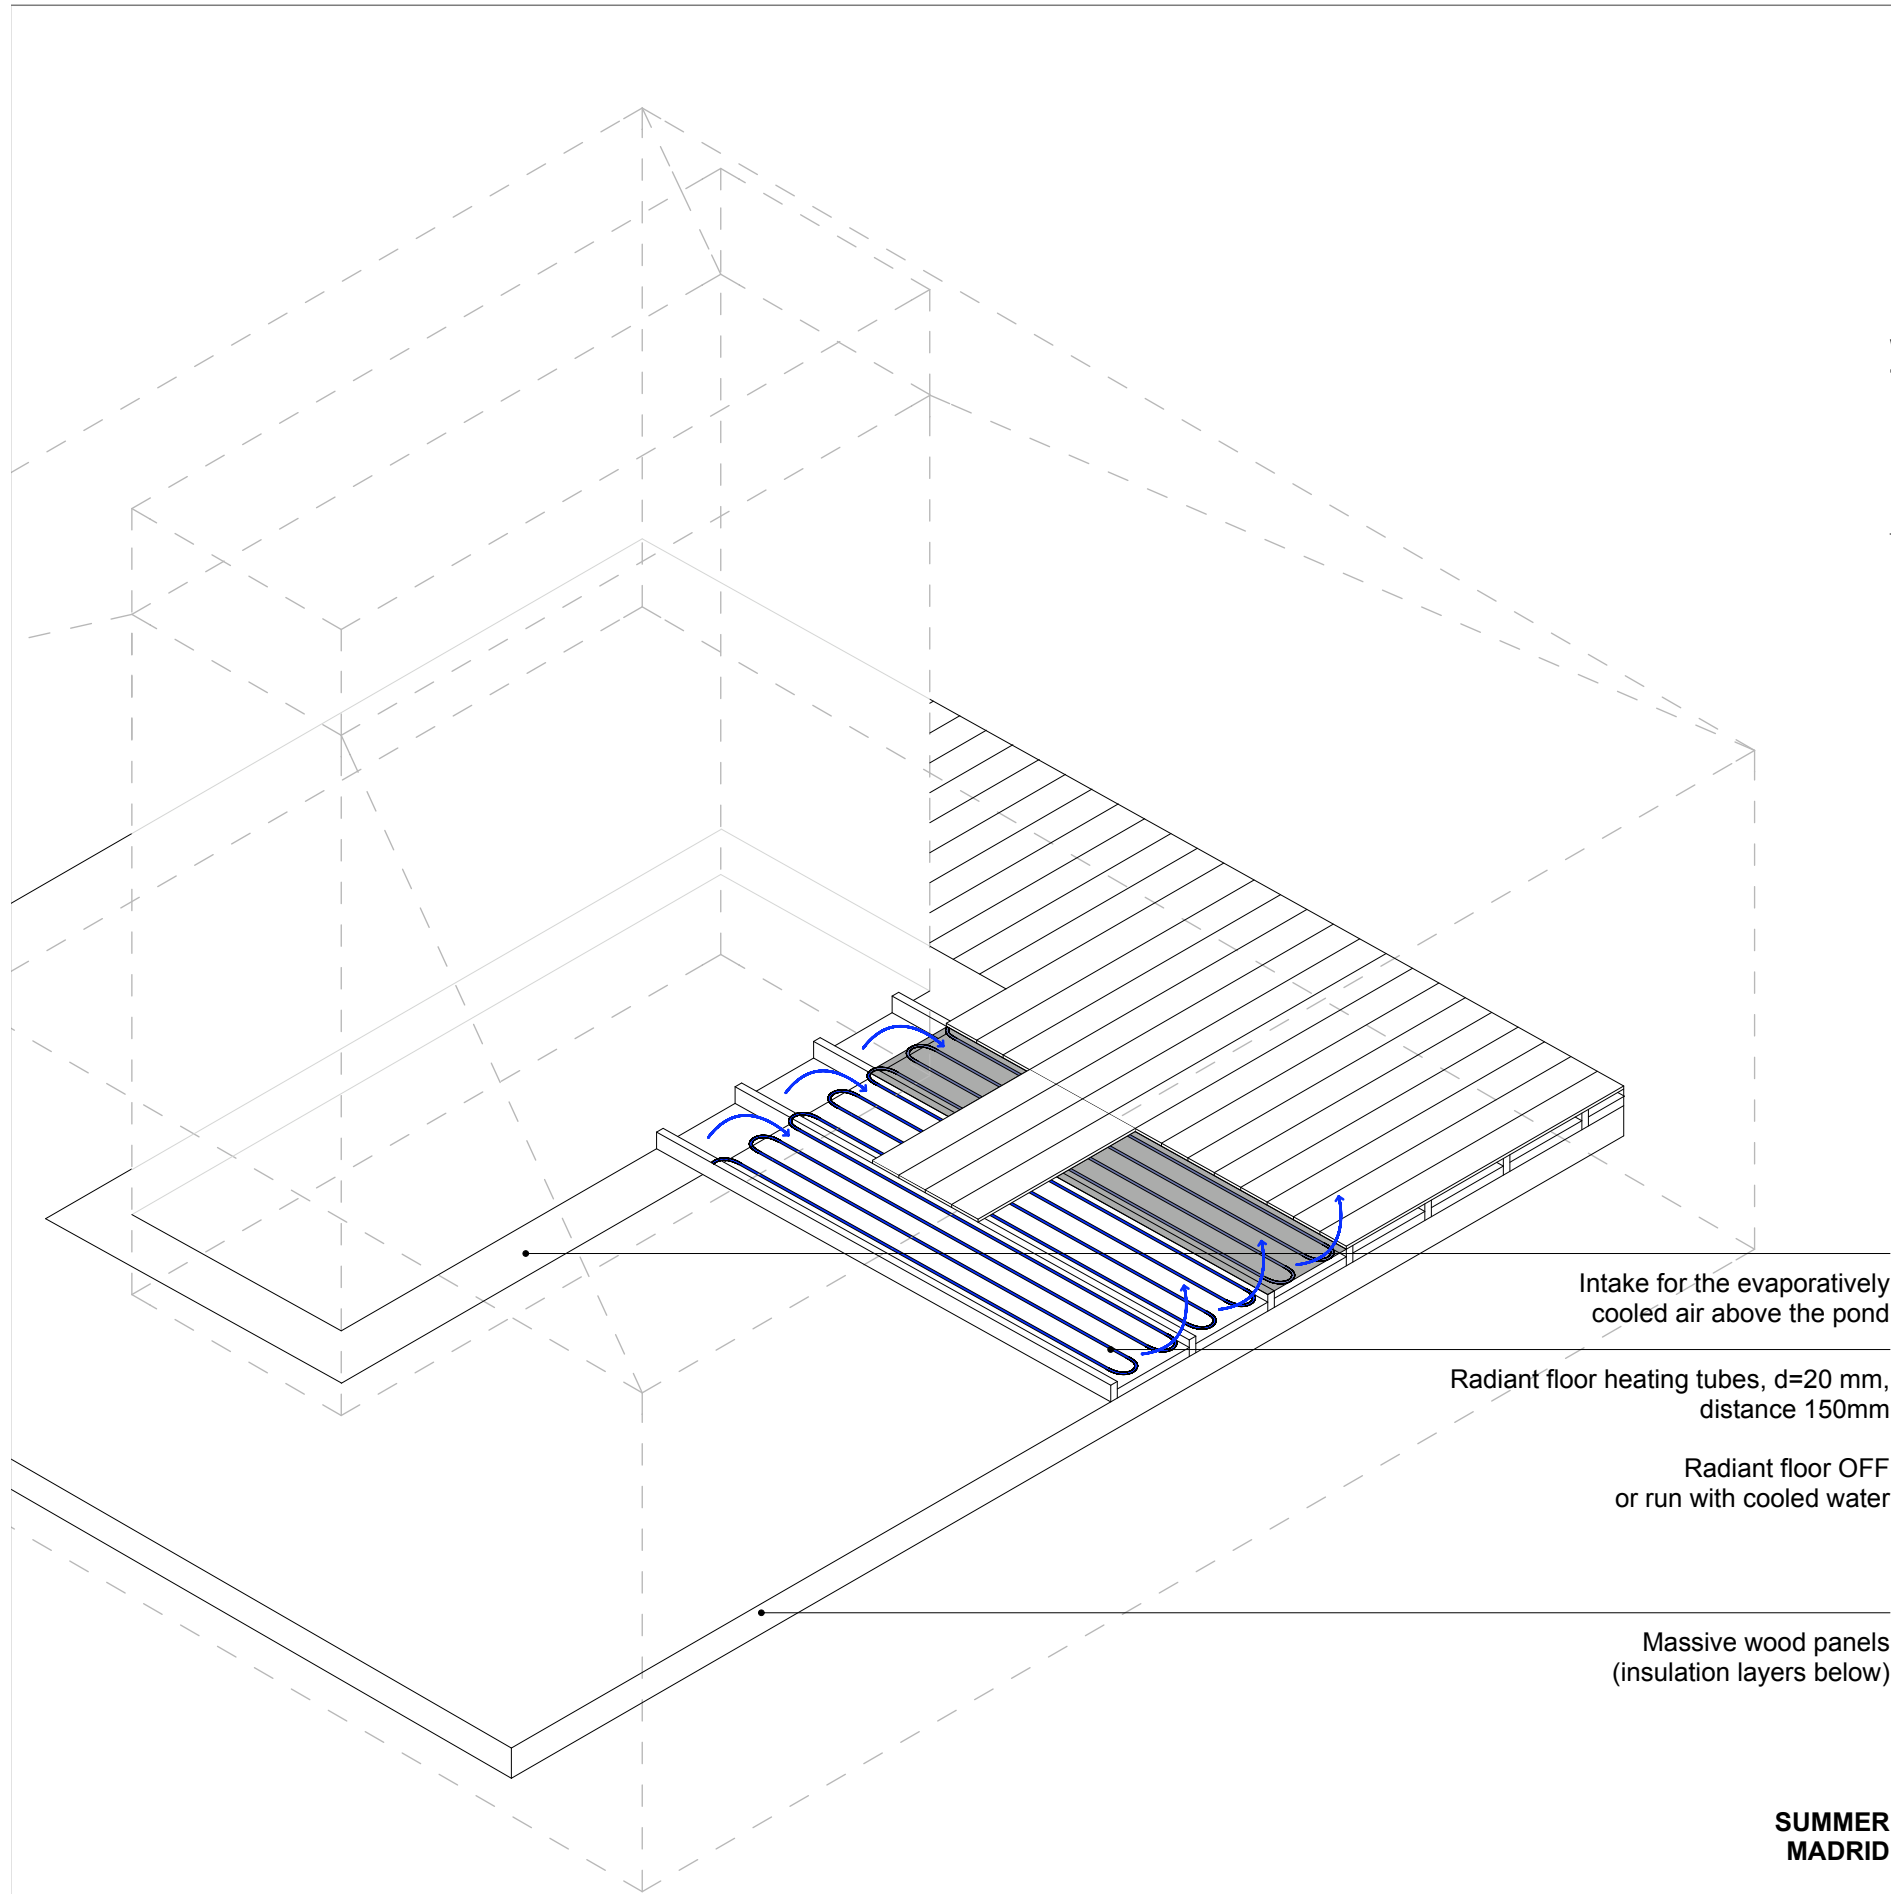 Intake for the evaporatively
cooled air above the pond
Radiant floor heating tubes, d=20 mm,
distance 150mm
Radiant floor OFF
or run with cooled water
Massive wood panels
(insulation layers below)
SUMMER
MADRID